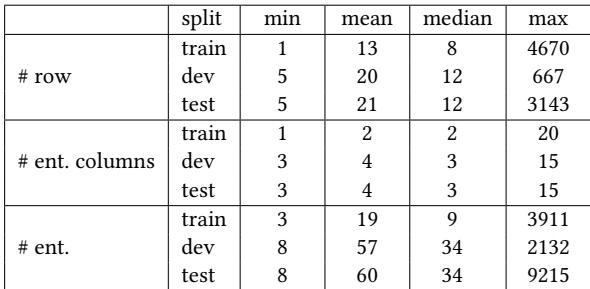 split min mean median max
train 1 13 8 4670
# row dev 5 20 12 667
test 5 21 12 3143
train 1 2 2 20
# ent. columns dev 3 4 3 15
test 3 4 3 15
train 3 19 9 3911
# ent. dev 8 57 34 2132
test 8 60 34 9215